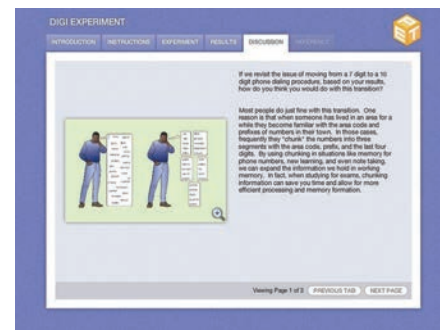 DIGI EXPERIMENT
INTRODUCTION INSTRUCTIONS EXPERIMENT RESULTS DISCUSSION
If we revisit the issue of moving from a 7 digit to a 10
digit phone dialing procedure, based on your results,
how do you think you would do with this transition?
Most people do just fine with this transition. One
reason is that when someone has lived in an area for a
while they become familiar with the area code and
prefixes of numbers in their town. In those cases,
frequently they "chunk" the numbers into three
segments with the area code, prefix, and the last four
digits. By using chunking in situations like memory for
phone numbers, new learning, and even note taking,
we can expand the information we hold in working
memory. In fact, when studying for exams, chunking
information can save you time and allow for more
efficient processing and memory formation.
Viewing Page 1 of 2 PREVIOUS TAB NEXT PAGE